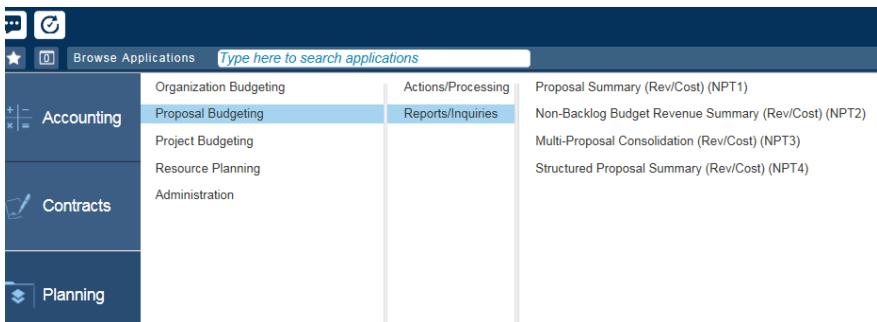 0 Browse Applications Type here to search applications
Accounting
Contracts
Planning
Organization Budgeting
Proposal Budgeting
Project Budgeting
Resource Planning
Administration
Actions/Processing
Reports/Inquiries
Proposal Summary (Rev/Cost) (NPT1)
Non-Backlog Budget Revenue Summary (Rev/Cost) (NPT2)
Multi-Proposal Consolidation (Rev/Cost) (NPT3)
Structured Proposal Summary (Rev/Cost) (NPT4)